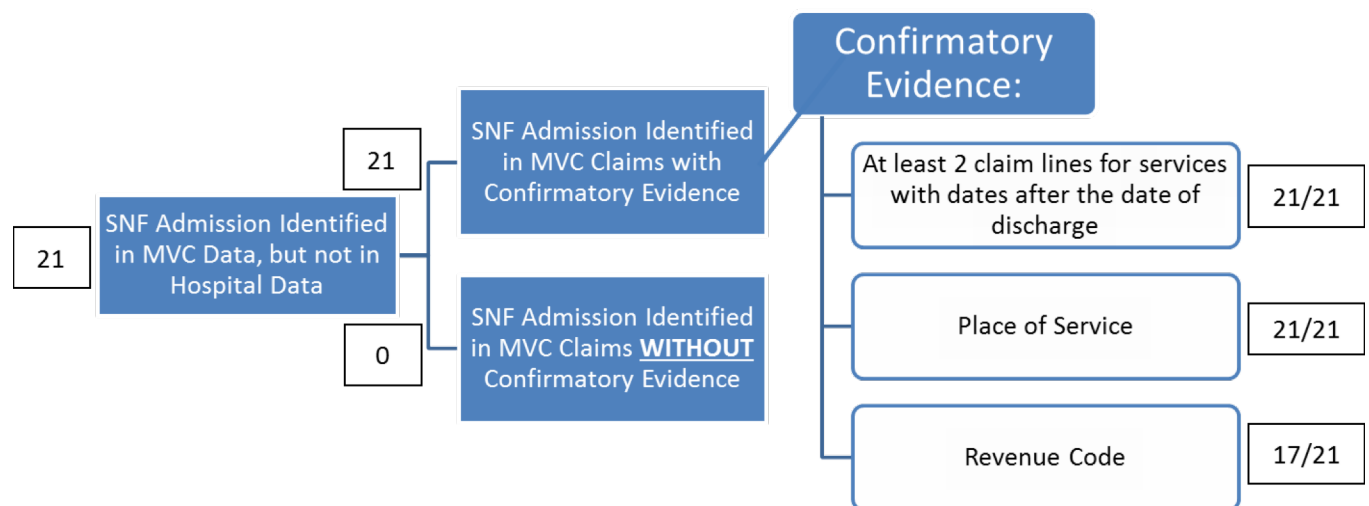 21
SNF Admission Identified
in MVC Data, but not in
Hospital Data
21
SNF Admission Identified
in MVC Claims with
Confirmatory Evidence
0
SNF Admission Identified
in MVC Claims WITHOUT
Confirmatory Evidence
Confirmatory
Evidence:
At least 2 claim lines for services
with dates after the date of
discharge
21/21
Place of Service
21/21
Revenue Code
17/21